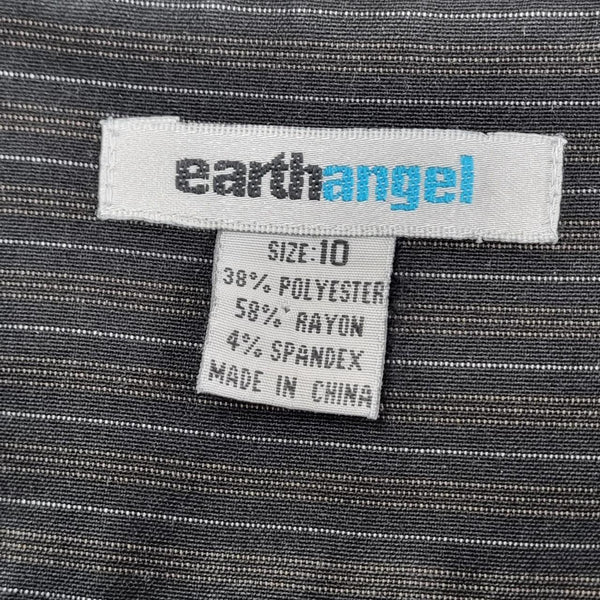 earthangel
SIZE: 10
38% POLYESTER
58% RAYON
4% SPANDEX
MADE IN CHINA